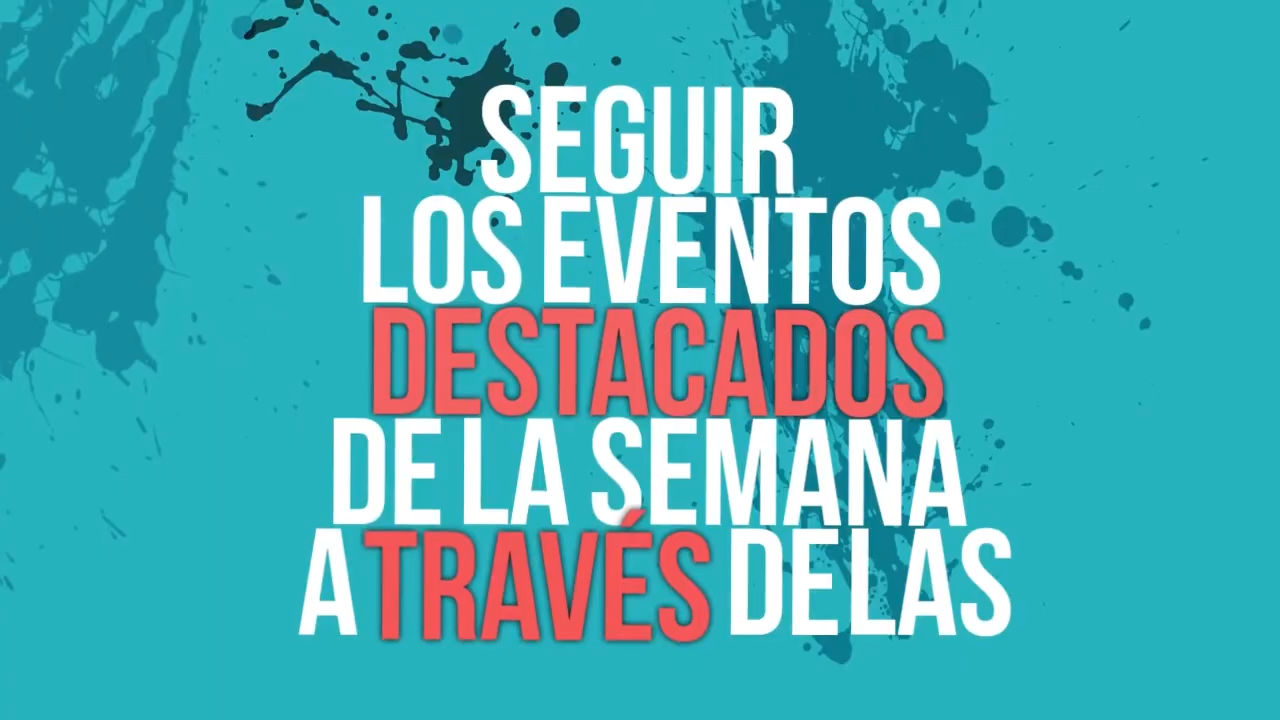 SEGUIR
LOS EVENTOS
DESTACADOS
DE LA SEMANA
A TRAVÉS DE LAS